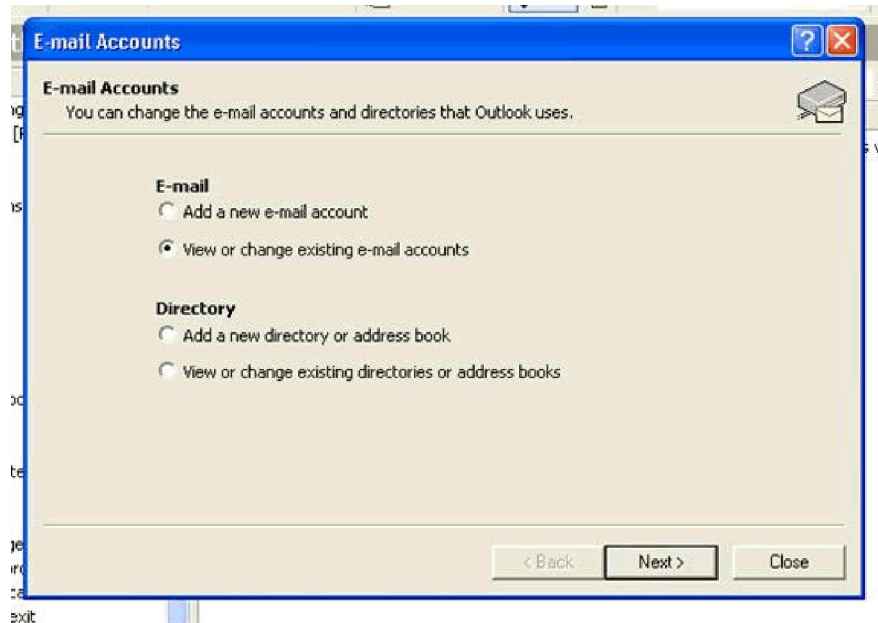 E-mail Accounts
E-mail Accounts
You can change the e-mail accounts and directories that Outlook uses.
E-mail
Add a new e-mail account
View or change existing e-mail accounts
Directory
Add a new directory or address book
View or change existing directories or address books
< Back
Next >
Close
exit